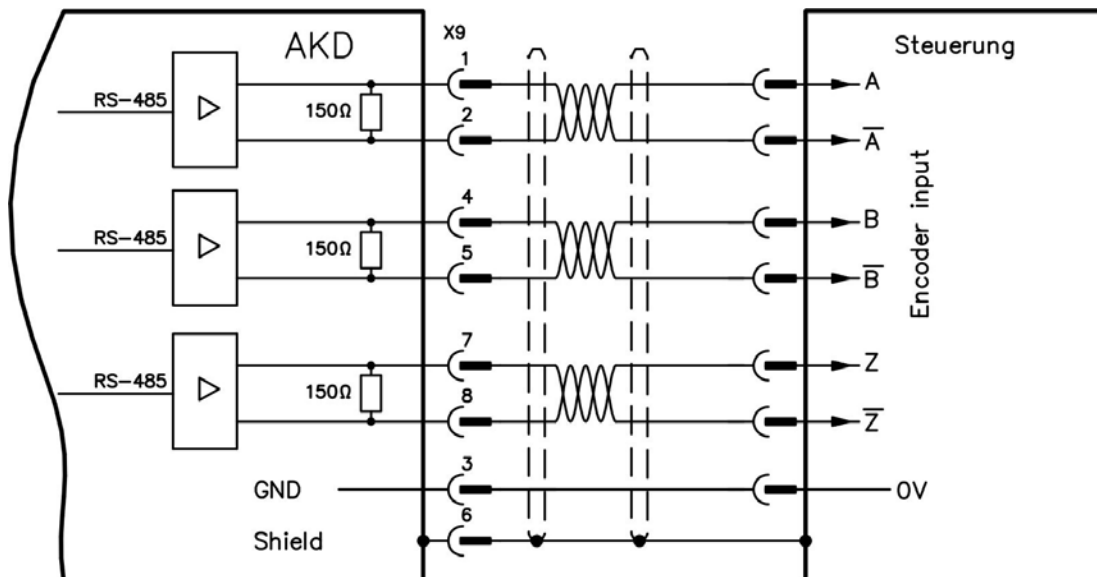 AKD
X9
Steuerung
RS-485
150Ω
1
2
A
A̅
RS-485
150Ω
4
5
B
B̅
Encoder input
RS-485
150Ω
7
8
Z
Z̅
GND
3
0V
Shield
6